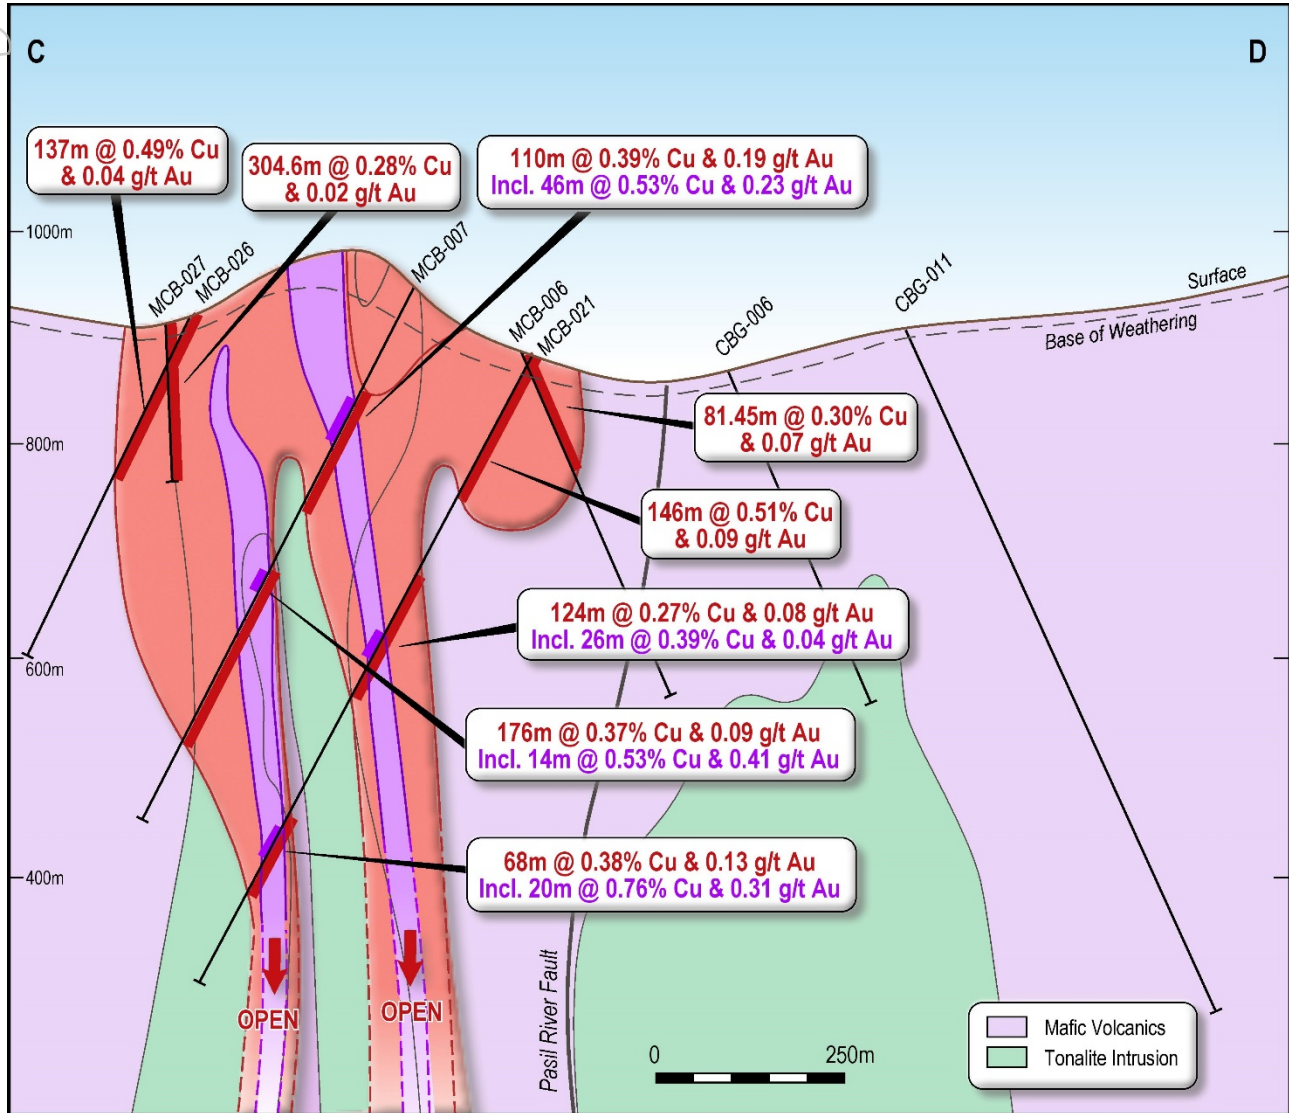 C
D
137m @ 0.49% Cu
& 0.04 g/t Au
304.6m @ 0.28% Cu
& 0.02 g/t Au
110m @ 0.39% Cu & 0.19 g/t Au
Incl. 46m @ 0.53% Cu & 0.23 g/t Au
1000m
MCB-027
MCB-026
MCB-007
MCB-006
MCB-021
CBG-006
CBG-011
Surface
Base of Weathering
800m
81.45m @ 0.30% Cu
& 0.07 g/t Au
146m @ 0.51% Cu
& 0.09 g/t Au
124m @ 0.27% Cu & 0.08 g/t Au
Incl. 26m @ 0.39% Cu & 0.04 g/t Au
600m
176m @ 0.37% Cu & 0.09 g/t Au
Incl. 14m @ 0.53% Cu & 0.41 g/t Au
68m @ 0.38% Cu & 0.13 g/t Au
Incl. 20m @ 0.76% Cu & 0.31 g/t Au
400m
OPEN
OPEN
Pasil River Fault
0
250m
Mafic Volcanics
Tonalite Intrusion